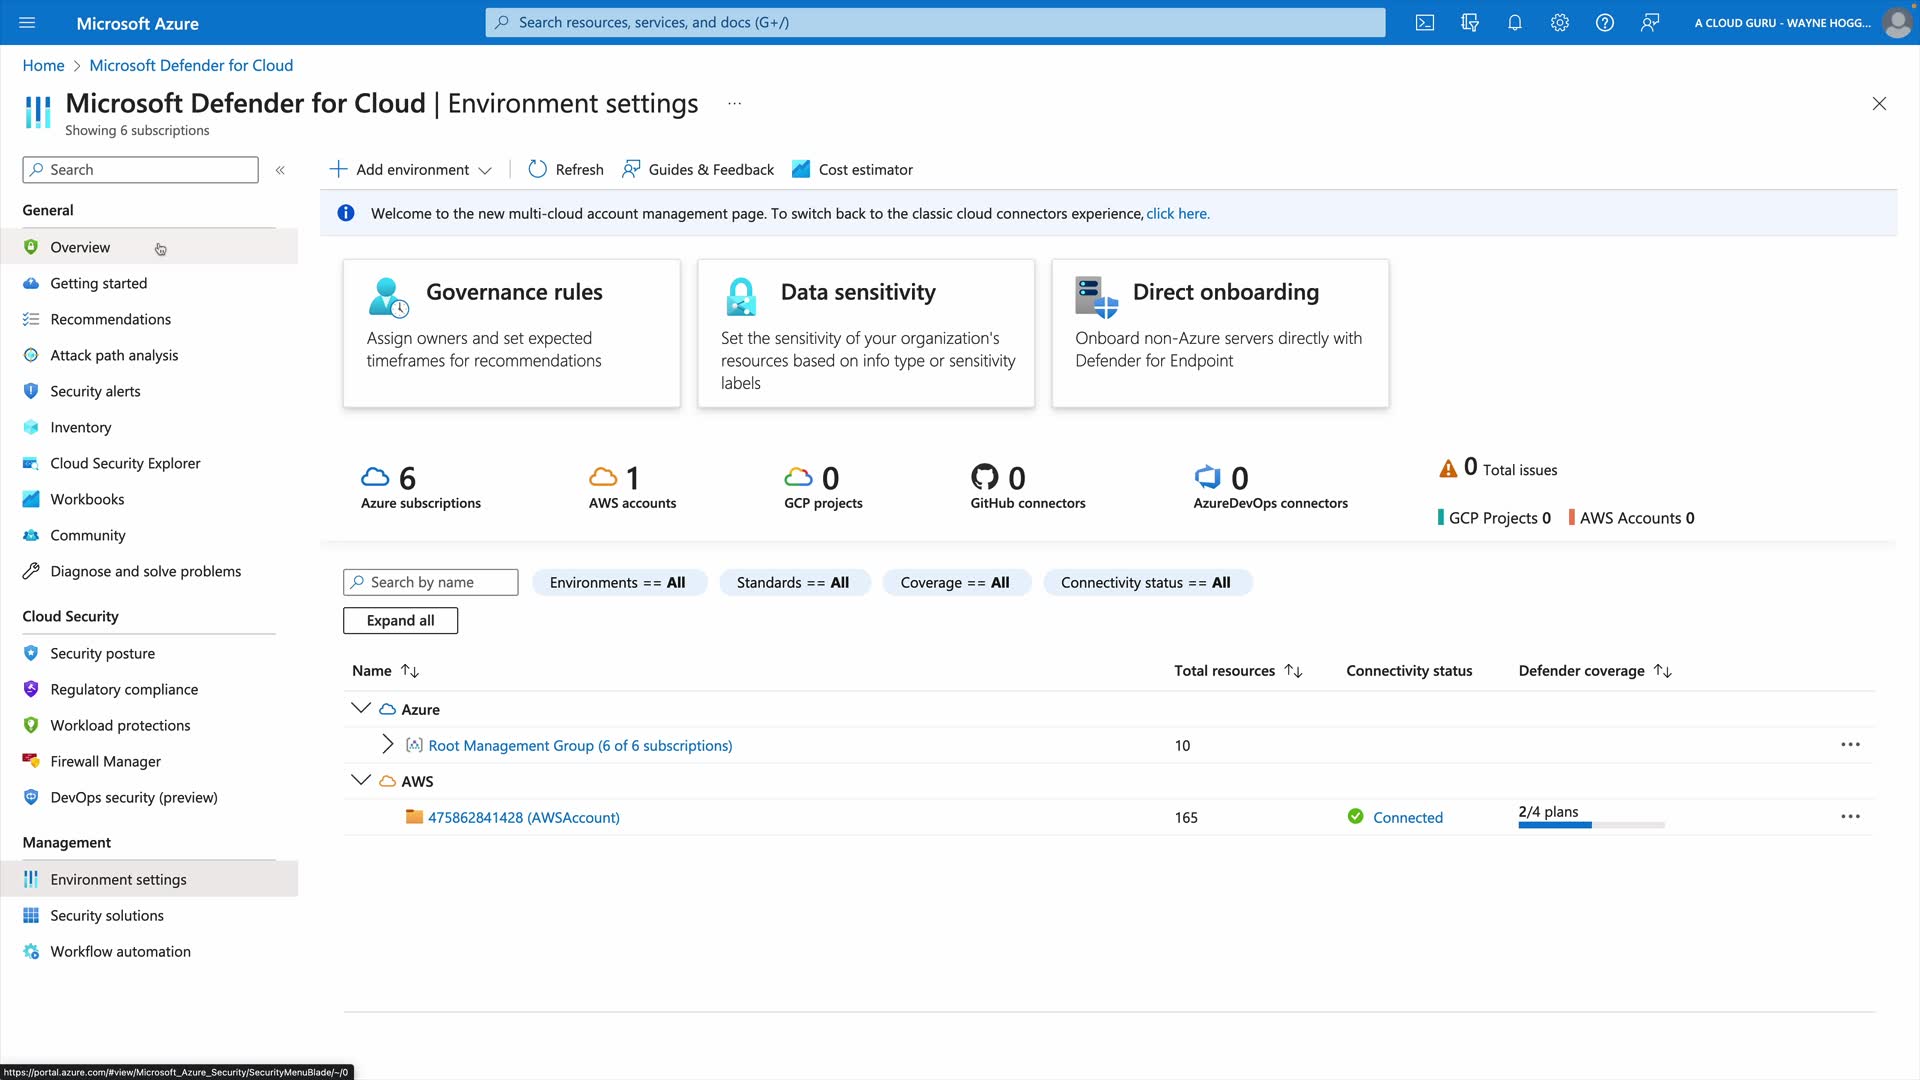 Microsoft Azure
Search resources, services, and docs (G+/)
A CLOUD GURU - WAYNE HOGG...
Home > Microsoft Defender for Cloud
Microsoft Defender for Cloud | Environment settings ...
Showing 6 subscriptions
Search
«
Add environment
Refresh
Guides & Feedback
Cost estimator
Welcome to the new multi-cloud account management page. To switch back to the classic cloud connectors experience, click here.
General
Overview
Getting started
Recommendations
Attack path analysis
Security alerts
Inventory
Cloud Security Explorer
Workbooks
Community
Diagnose and solve problems
Cloud Security
Security posture
Regulatory compliance
Workload protections
Firewall Manager
DevOps security (preview)
Management
Environment settings
Security solutions
Workflow automation
Governance rules
Assign owners and set expected
timeframes for recommendations
Data sensitivity
Set the sensitivity of your organization's
resources based on info type or sensitivity
labels
Direct onboarding
Onboard non-Azure servers directly with
Defender for Endpoint
6
Azure subscriptions
1
AWS accounts
0
GCP projects
0
GitHub connectors
0
AzureDevOps connectors
0 Total issues
GCP Projects 0
AWS Accounts 0
Search by name
Environments == All
Standards == All
Coverage == All
Connectivity status == All
Expand all
Name Total resources Connectivity status Defender coverage
Azure
Root Management Group (6 of 6 subscriptions) 10
AWS
475862841428 (AWSAccount) 165 Connected 2/4 plans
https://portal.azure.com/#view/Microsoft_Azure_Security/SecurityMenuBlade/~/0